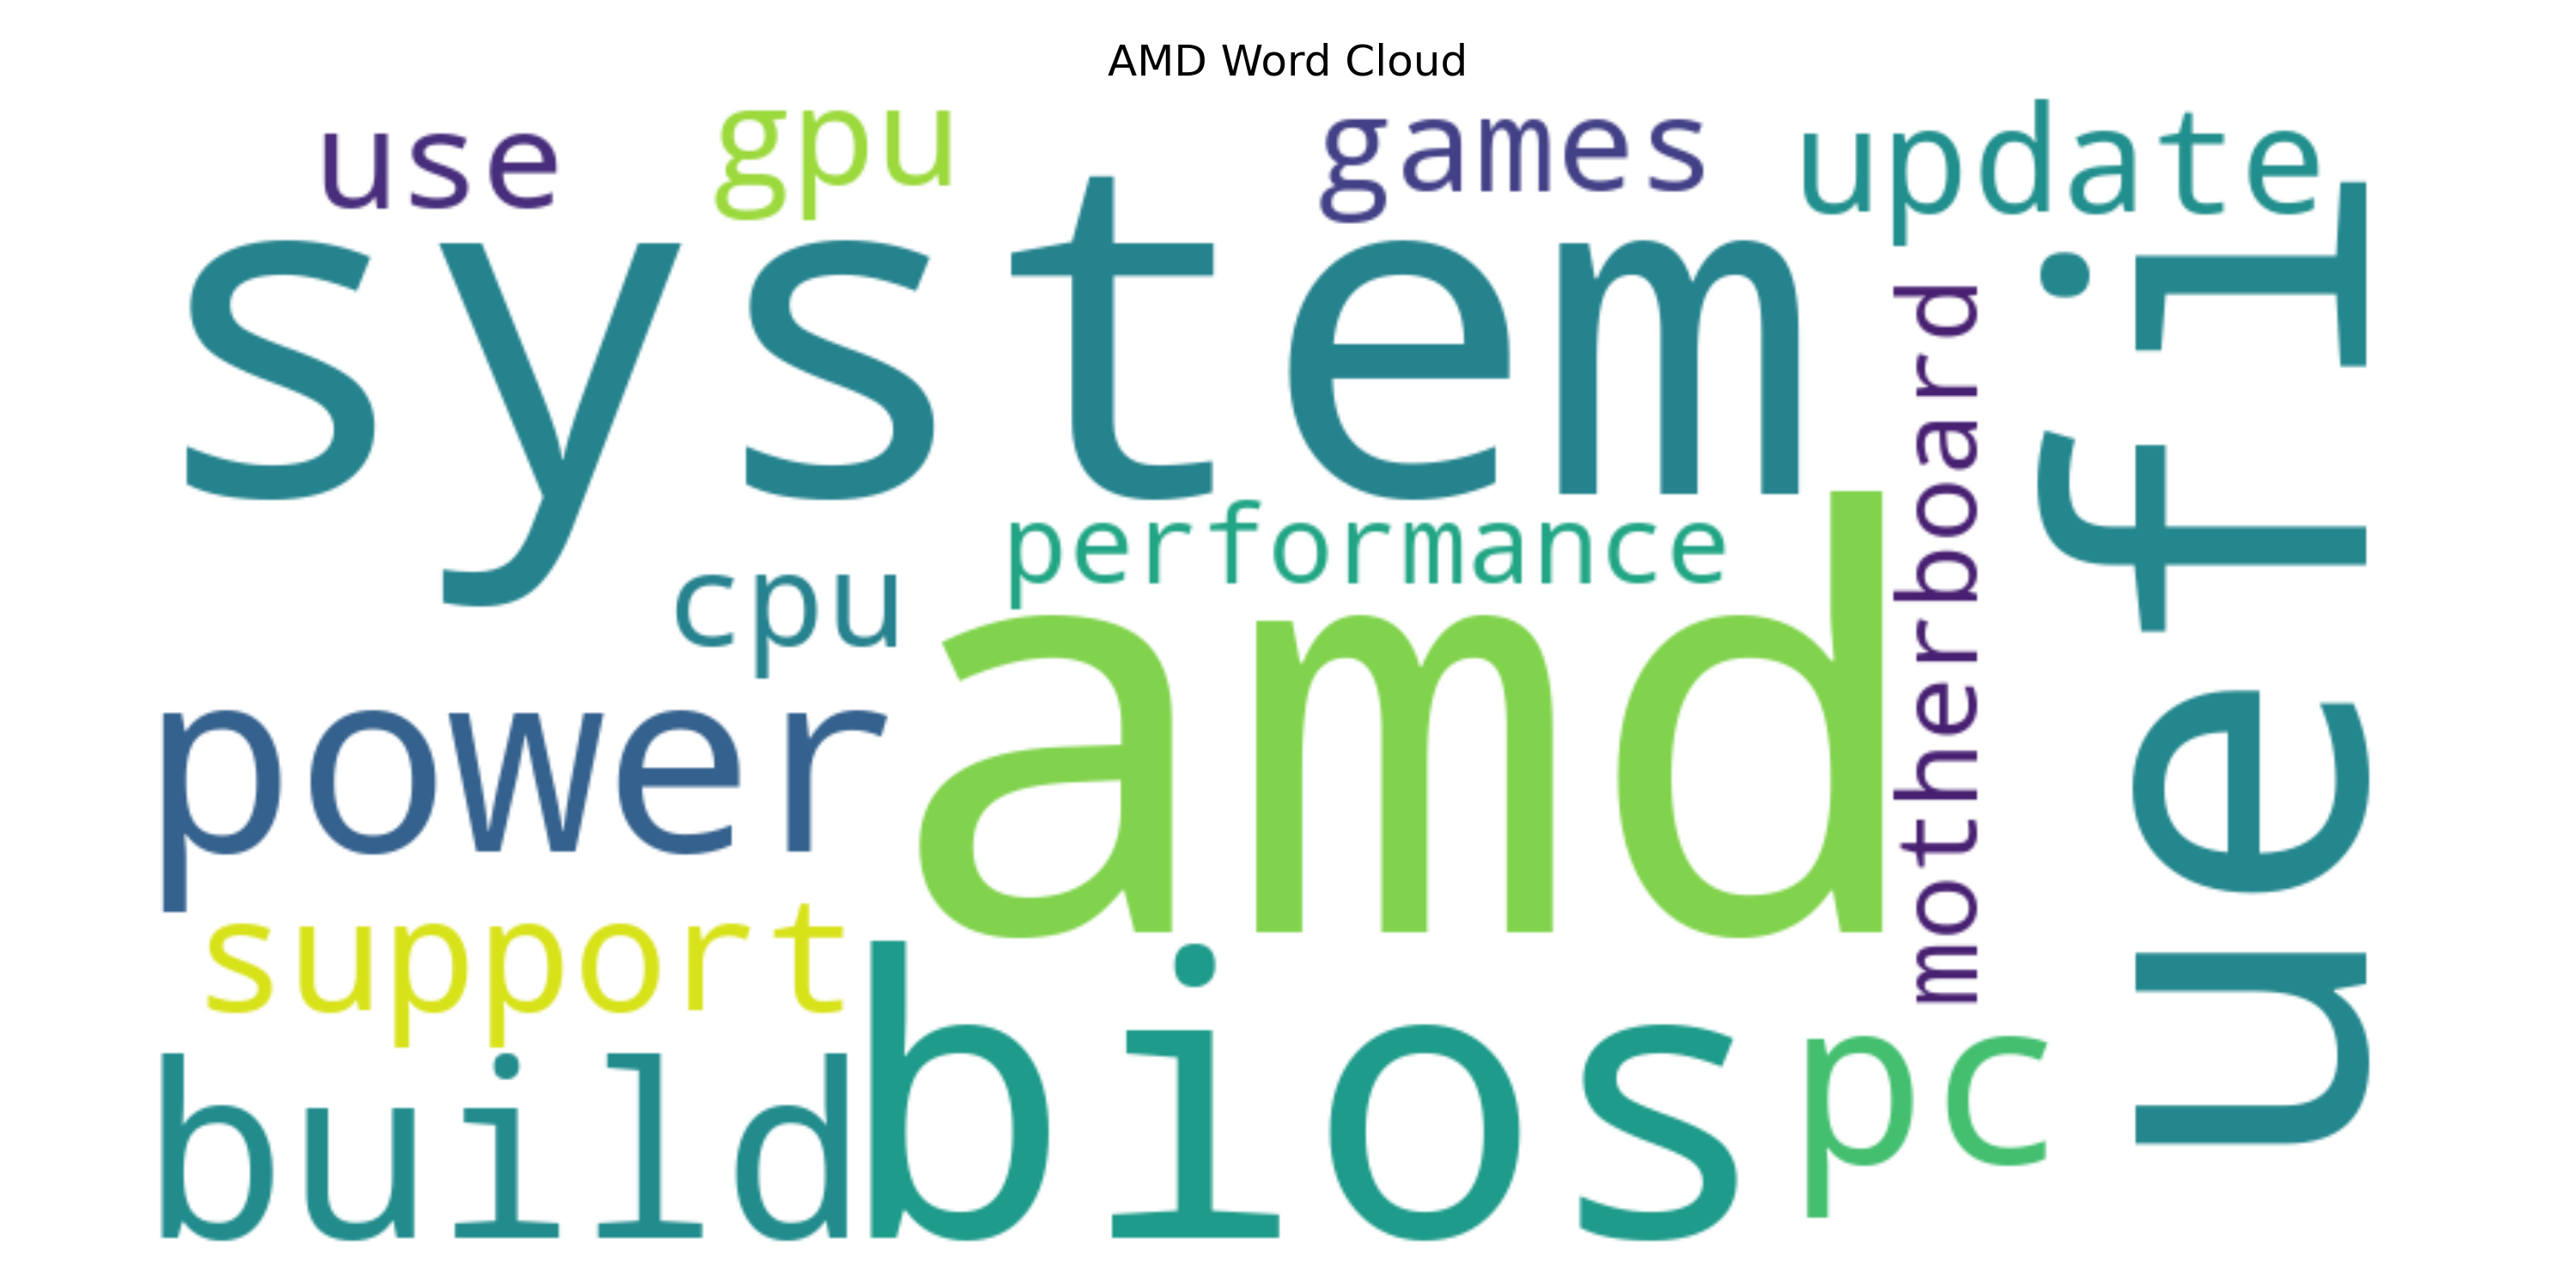 AMD Word Cloud
use gpu games update
system
performance
cpu
amd
power
motherboard
uefi
support
build
bios
pc